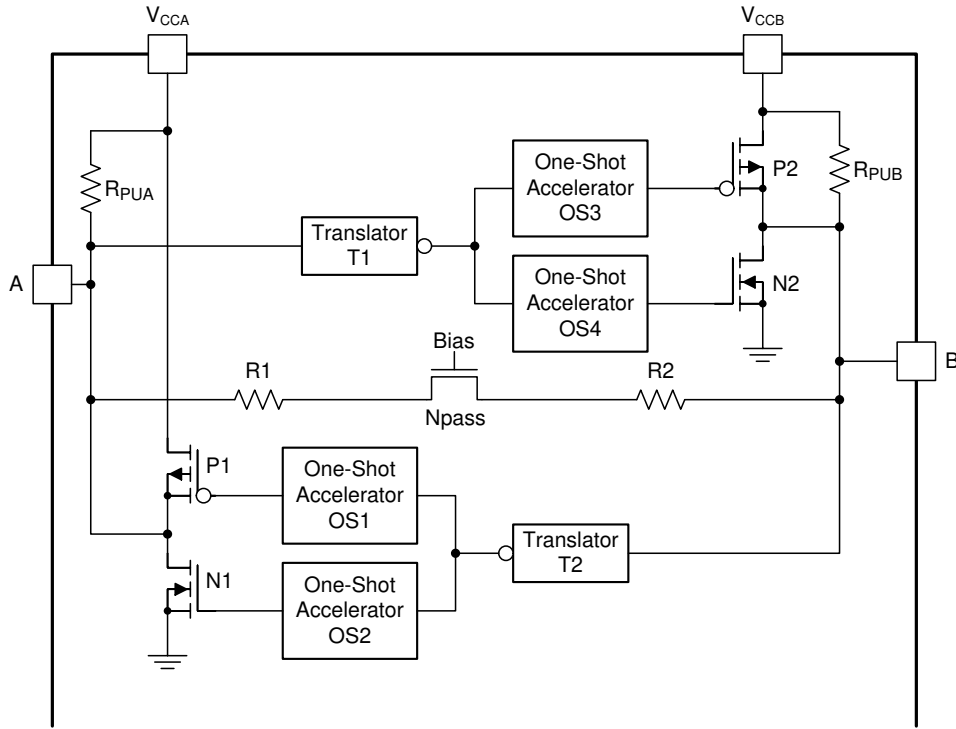 VCCA
VCCB
RPUA
One-Shot
Accelerator
OS3
P2
RPUB
Translator
T1
A
One-Shot
Accelerator
OS4
N2
Bias
B
R1
R2
Npass
P1
One-Shot
Accelerator
OS1
Translator
T2
N1
One-Shot
Accelerator
OS2